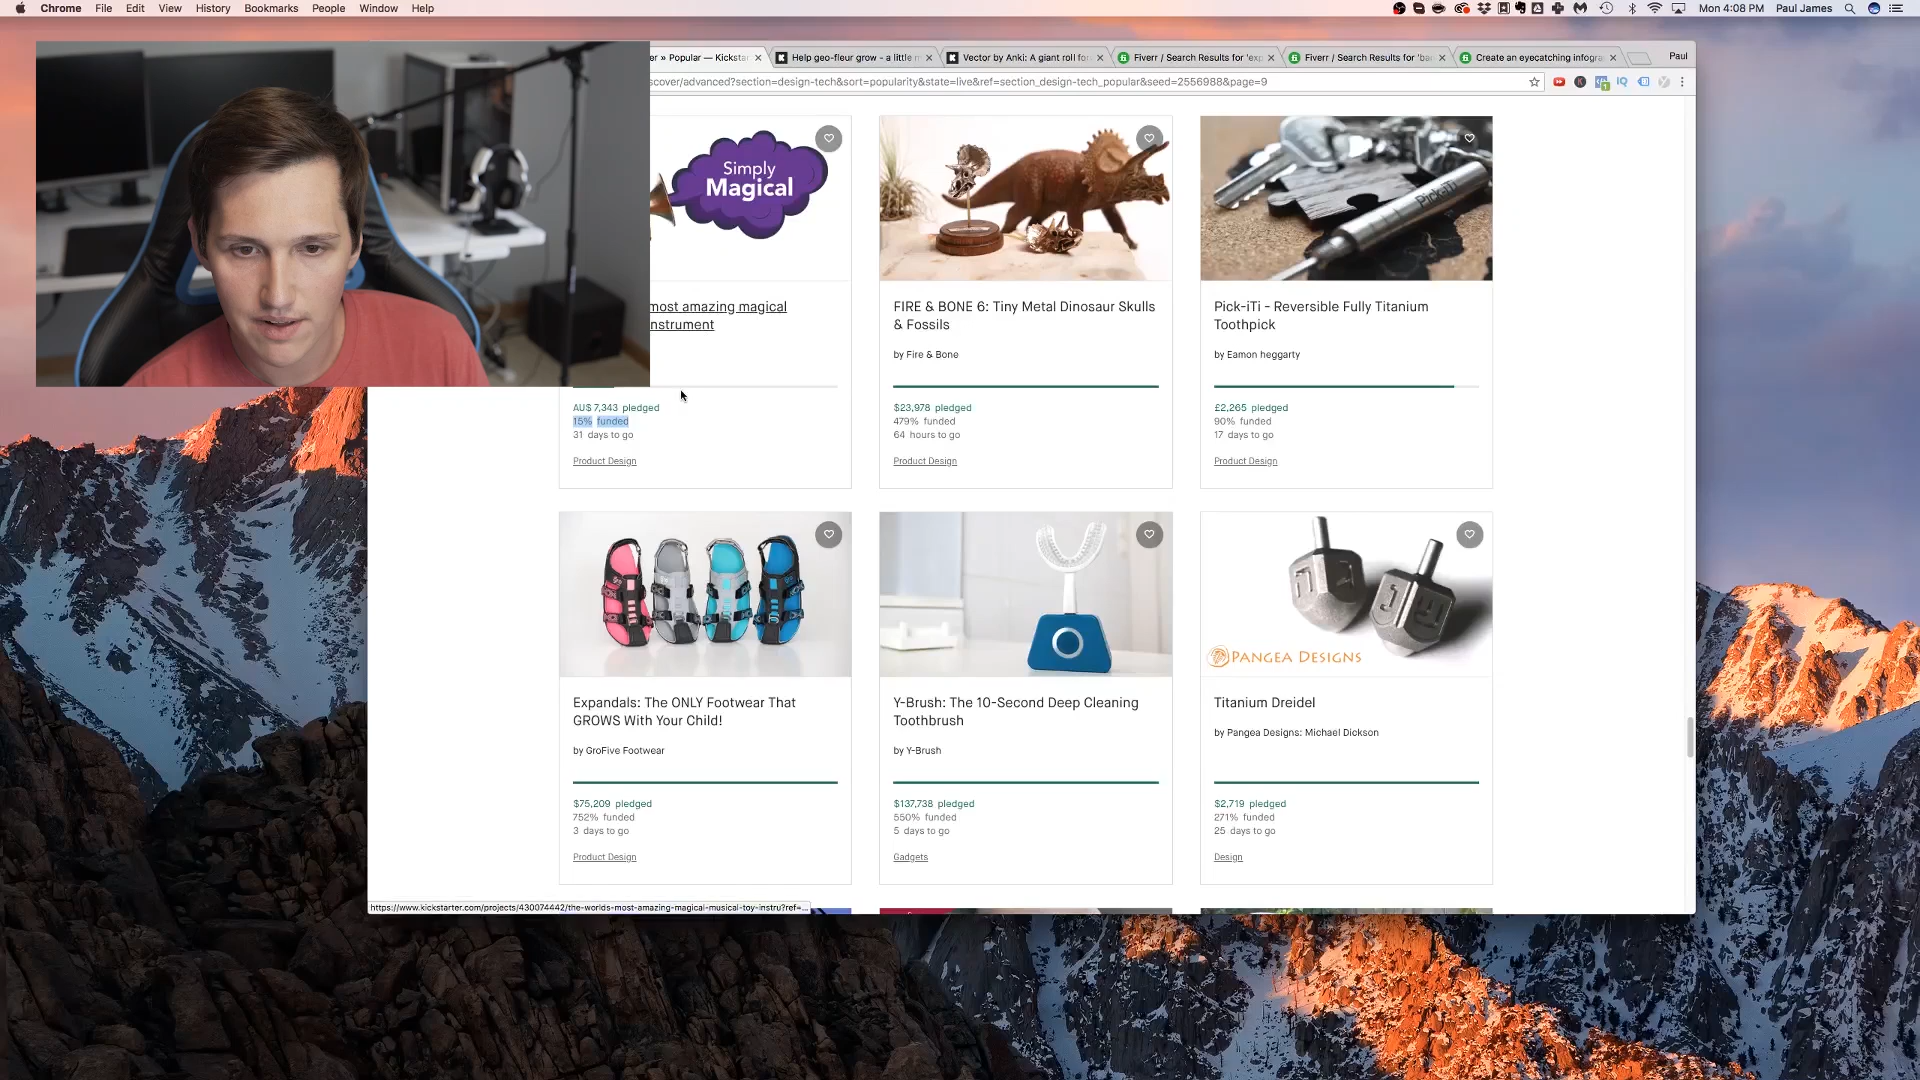 Chrome File Edit View History Bookmarks People Window Help
Mon 4:08 PM Paul James
er » Popular — Kickstar
Help geo-fleur grow - a little n
Vector by Anki: A giant roll fo
Fiverr / Search Results for 'exp
Fiverr / Search Results for 'ba
Create an eyecatching infogra
Paul
scover/advanced?section=design-tech&sort=popularity&state=live&ref=section_design-tech_popular&seed=2556988&page=9
Simply
Magical
Pick-iTi
most amazing magical
nstrument
AU$ 7,343 pledged
15% funded
31 days to go
Product Design
FIRE & BONE 6: Tiny Metal Dinosaur Skulls
& Fossils
by Fire & Bone
$23,978 pledged
479% funded
64 hours to go
Product Design
Pick-iTi - Reversible Fully Titanium
Toothpick
by Eamon heggarty
£2,265 pledged
90% funded
17 days to go
Product Design
PANGEA DESIGNS
Expandals: The ONLY Footwear That
GROWS With Your Child!
by GroFive Footwear
$75,209 pledged
752% funded
3 days to go
Product Design
Y-Brush: The 10-Second Deep Cleaning
Toothbrush
by Y-Brush
$137,738 pledged
550% funded
5 days to go
Gadgets
Titanium Dreidel
by Pangea Designs: Michael Dickson
$2,719 pledged
271% funded
25 days to go
Design
https://www.kickstarter.com/projects/430074442/the-worlds-most-amazing-magical-musical-toy-instru?ref=...